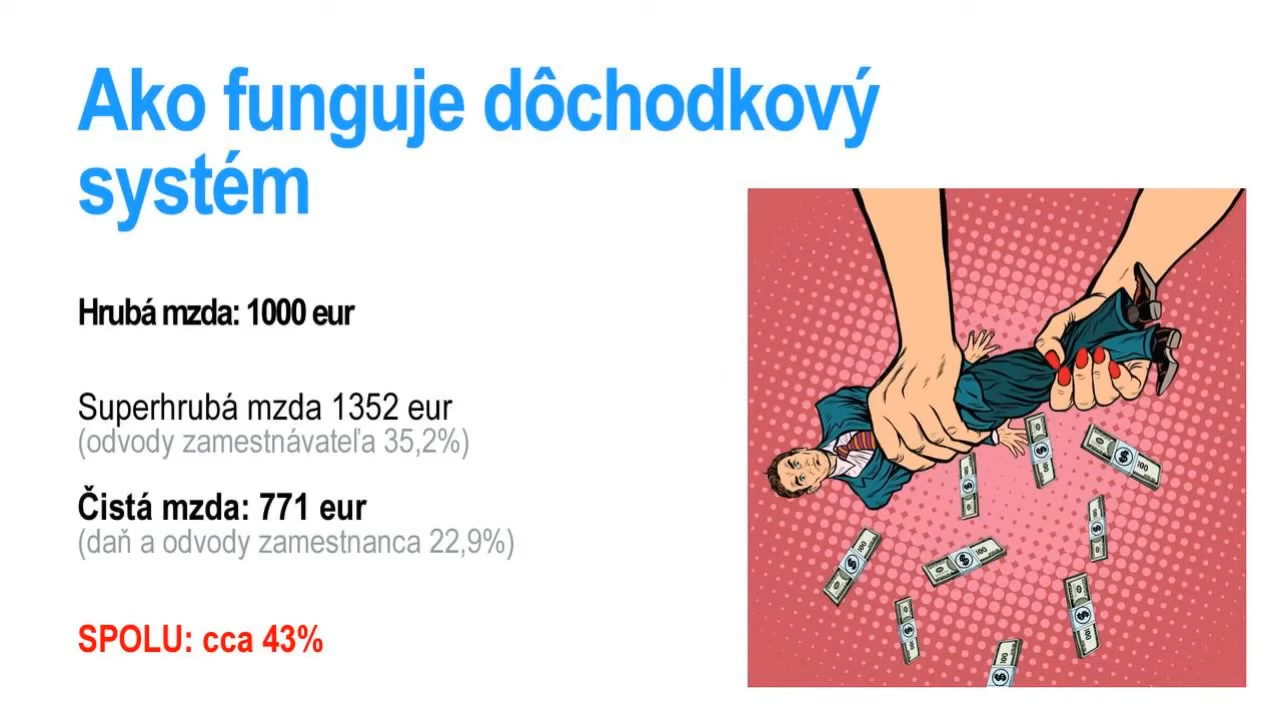 Ako funguje dôchodkový
systém
Hrubá mzda: 1000 eur
Superhrubá mzda 1352 eur
(odvody zamestnávateľa 35,2%)
Čistá mzda: 771 eur
(daň a odvody zamestnanca 22,9%)
SPOLU: cca 43%